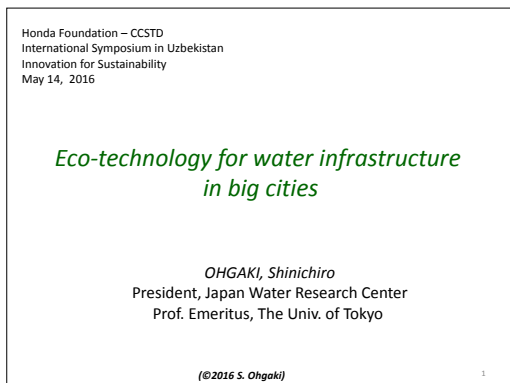 Honda Foundation – CCSTD
International Symposium in Uzbekistan
Innovation for Sustainability
May 14, 2016
Eco-technology for water infrastructure
in big cities
OHGAKI, Shinichiro
President, Japan Water Research Center
Prof. Emeritus, The Univ. of Tokyo
(©2016 S. Ohgaki)
1